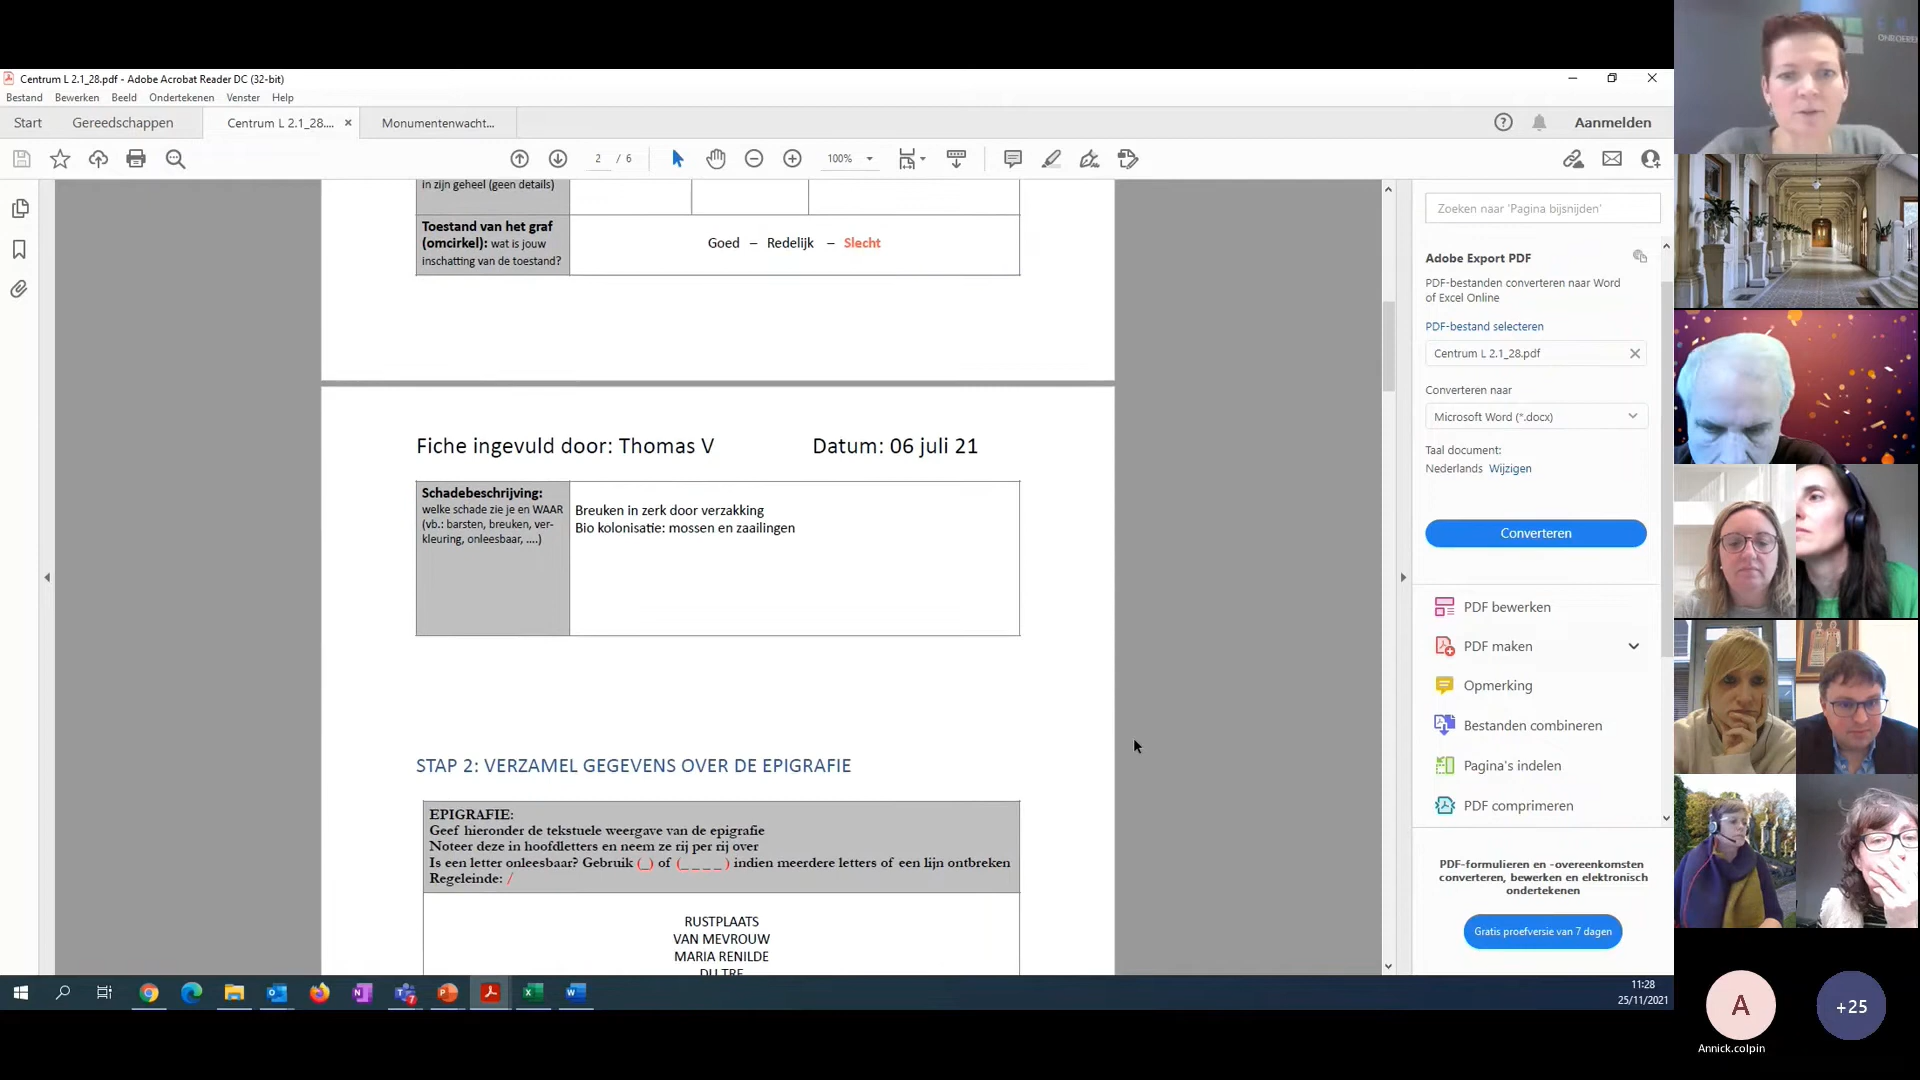 Centrum L 2.1_28.pdf - Adobe Acrobat Reader DC (32-bit)
Bestand Bewerken Beeld Ondertekenen Venster Help
Start Gereedschappen Centrum L 2.1_28.... × Monumentenwacht... Aanmelden
2 / 6 100%
in zijn geheel (geen details)
Toestand van het graf
(omcirkel): wat is jouw
inschatting van de toestand?
Goed – Redelijk – Slecht
Fiche ingevuld door: Thomas V Datum: 06 juli 21
Schadebeschrijving:
welke schade zie je en WAAR
(vb.: barsten, breuken, ver-
kleuring, onleesbaar, ....)
Breuken in zerk door verzakking
Bio kolonisatie: mossen en zaailingen
STAP 2: VERZAMEL GEGEVENS OVER DE EPIGRAFIE
EPIGRAFIE:
Geef hieronder de tekstuele weergave van de epigrafie
Noteer deze in hoofdletters en neem ze rij per rij over
Is een letter onleesbaar? Gebruik (_) of (_ _ _ _ ) indien meerdere letters of een lijn ontbreken
Regeleinde: /
RUSTPLAATS
VAN MEVROUW
MARIA RENILDE
DU TRE
Zoeken naar 'Pagina bijsnijden'
Adobe Export PDF
PDF-bestanden converteren naar Word
of Excel Online
PDF-bestand selecteren
Centrum L 2.1_28.pdf
Converteren naar
Microsoft Word (*.docx)
Taal document:
Nederlands Wijzigen
Converteren
PDF bewerken
PDF maken
Opmerking
Bestanden combineren
Pagina's indelen
PDF comprimeren
PDF-formulieren en -overeenkomsten
converteren, bewerken en elektronisch
ondertekenen
Gratis proefversie van 7 dagen
11:28
25/11/2021
A
Annick.colpin
+25